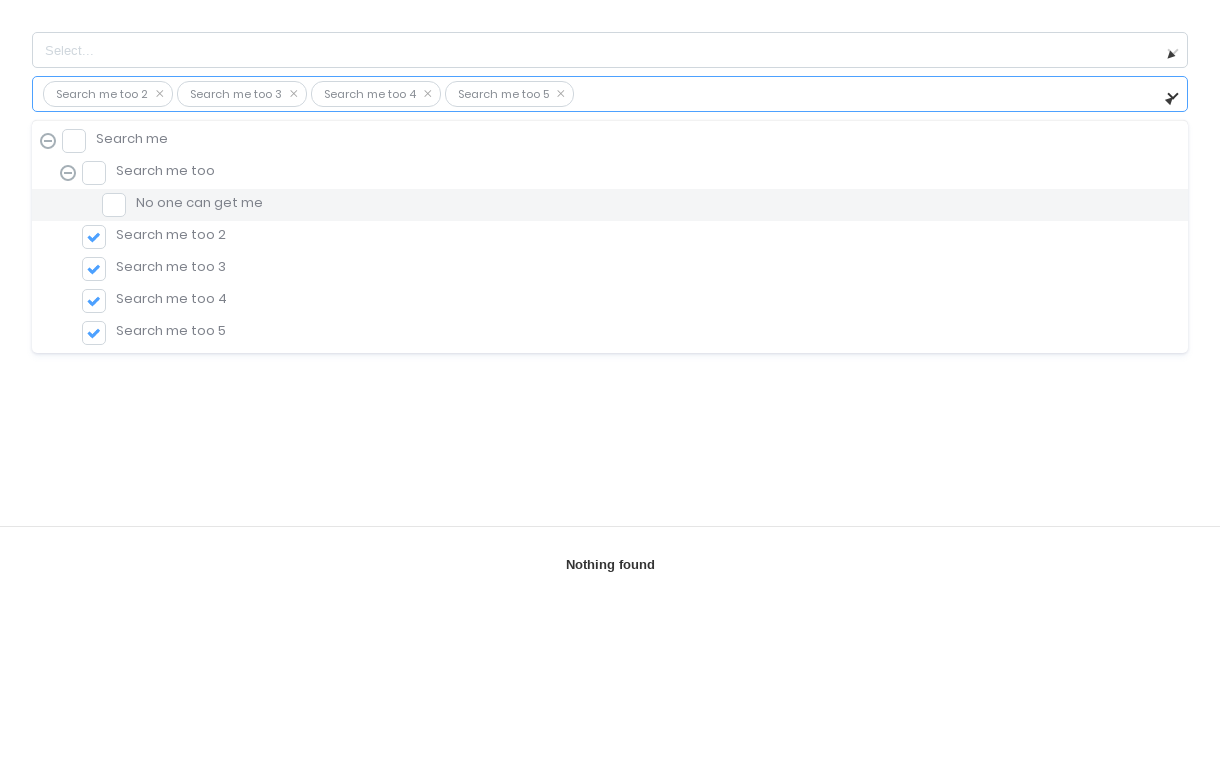 Select...
Search me too 2 × Search me too 3 × Search me too 4 × Search me too 5 ×
Search me
Search me too
No one can get me
Search me too 2
Search me too 3
Search me too 4
Search me too 5
Nothing found